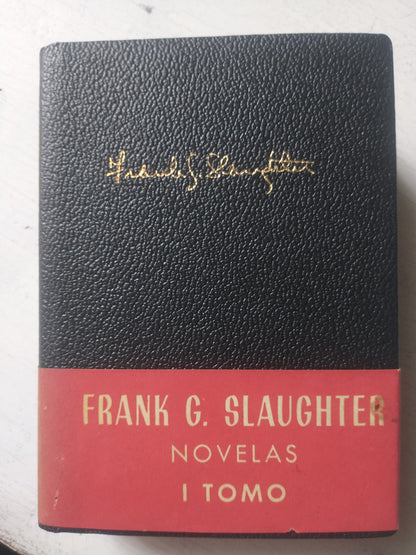 Frank G. Slaughter
FRANK G. SLAUGHTER
NOVELAS
I TOMO